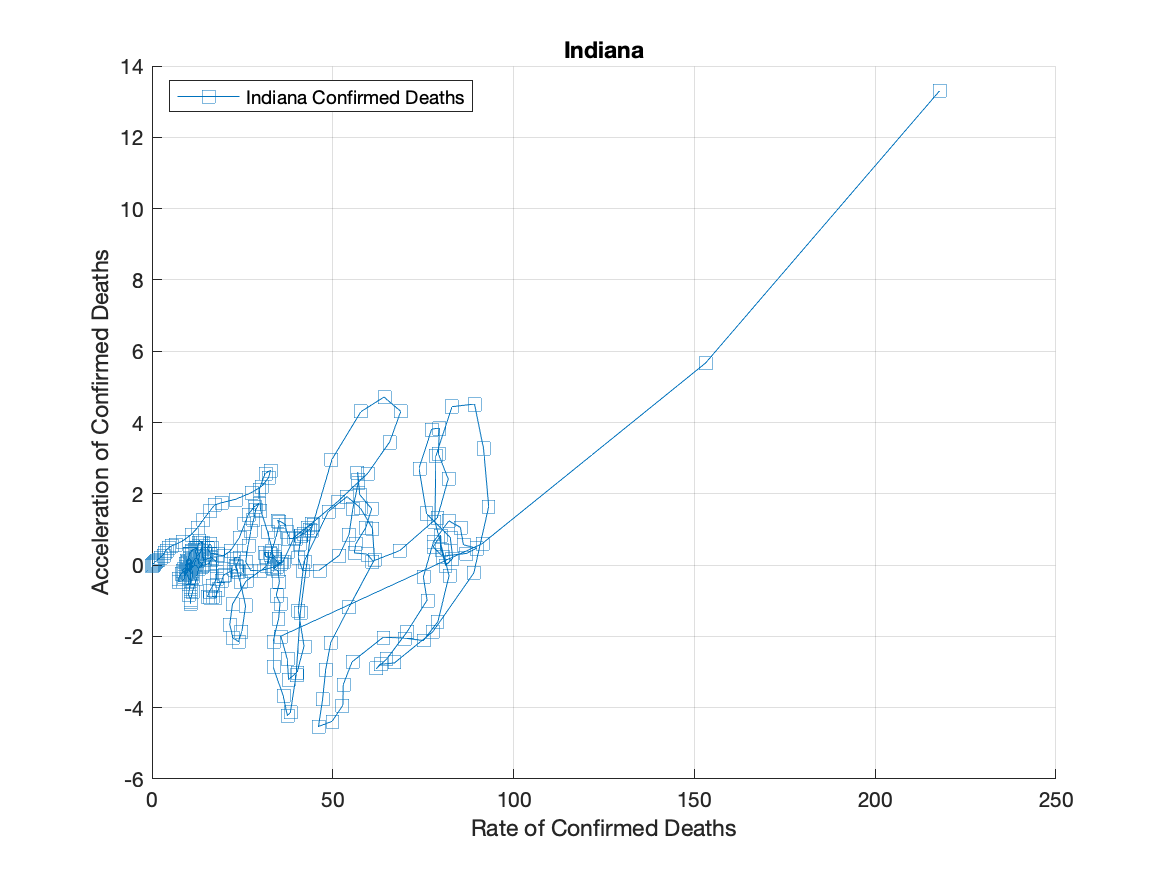 Indiana
Indiana Confirmed Deaths
14
12
10
8
6
4
2
0
-2
-4
-6
Acceleration of Confirmed Deaths
0 50 100 150 200 250
Rate of Confirmed Deaths